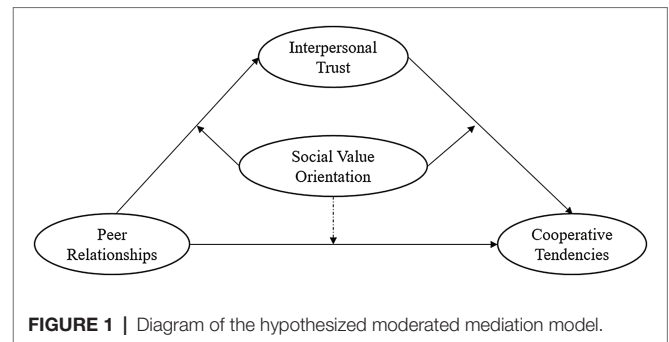 Interpersonal
Trust
Social Value
Orientation
Peer
Relationships
Cooperative
Tendencies
FIGURE 1 | Diagram of the hypothesized moderated mediation model.